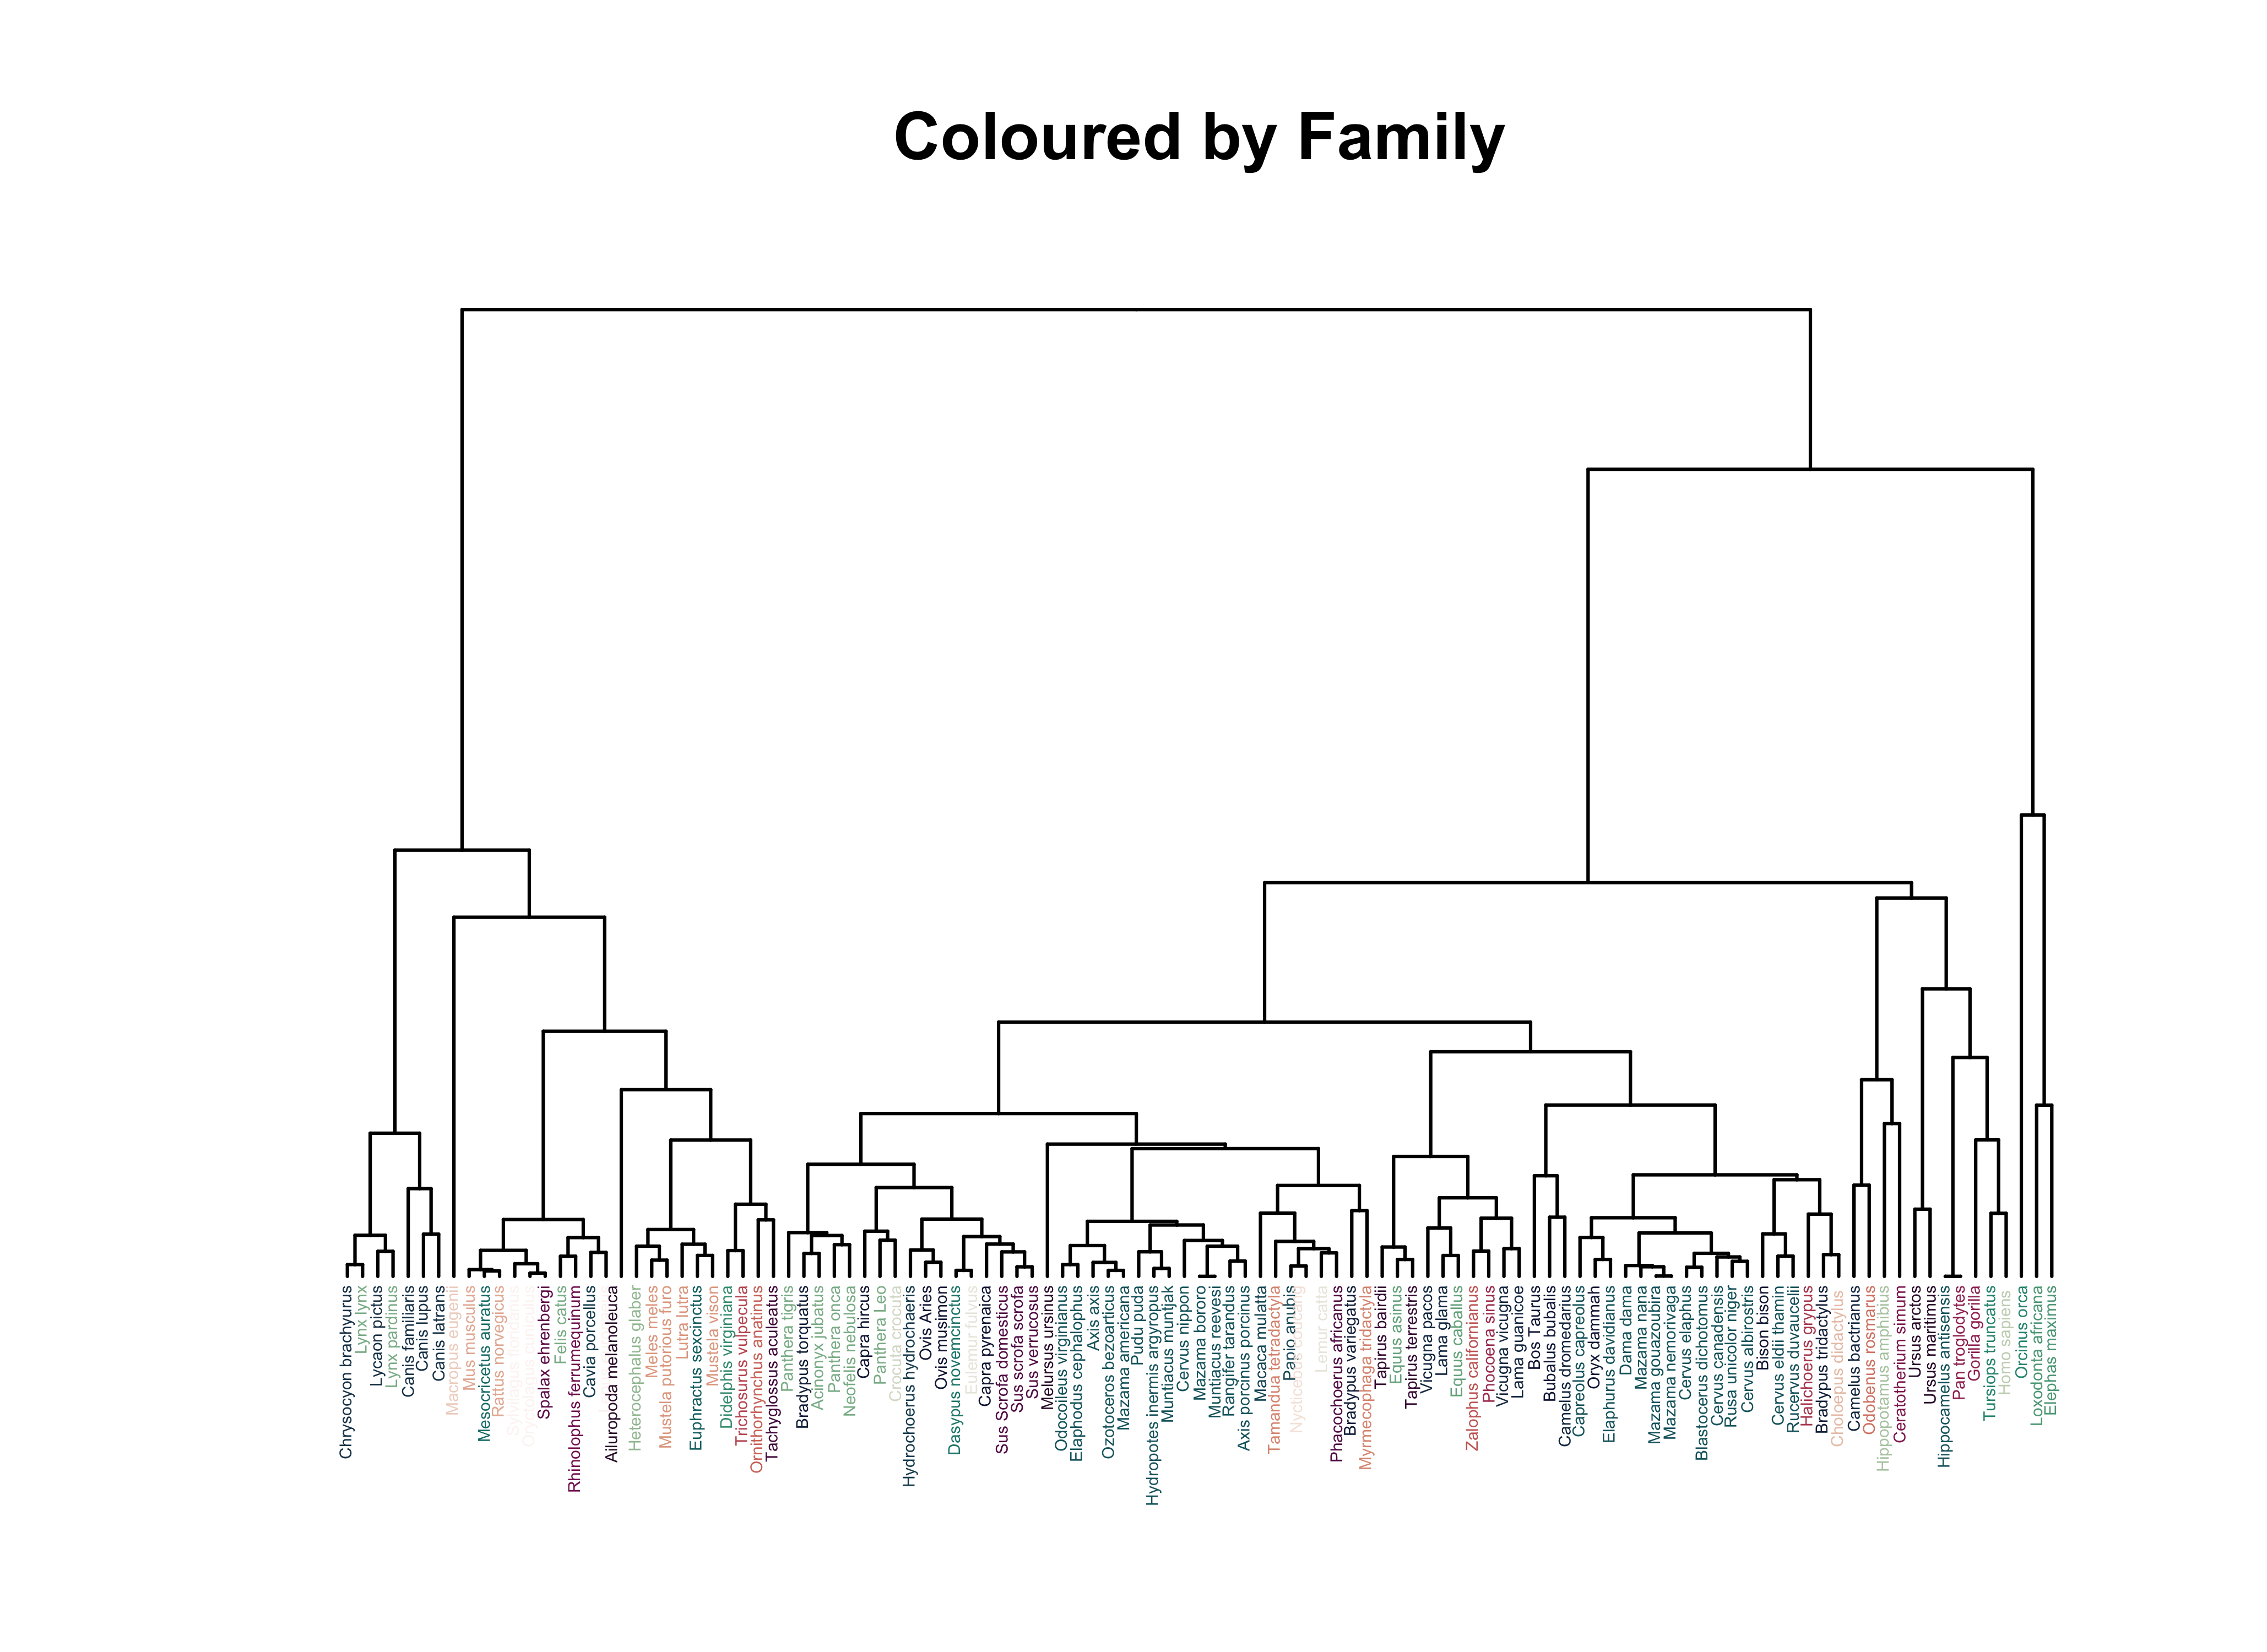 Coloured by Family
Chrysocyon brachyurus
Lynx lynx
Lycaon pictus
Lynx pardinus
Canis familiaris
Canis lupus
Canis latrans
Macropus eugenii
Mus musculus
Mesocricetus auratus
Rattus norvegicus
Spalax ehrenbergi
Felis catus
Rhinolophus ferrumequinum
Cavia porcellus
Ailuropoda melanoleuca
Heterocephalus glaber
Meles meles
Mustela putorious furo
Lutra lutra
Euphractus sexcinctus
Mustela vison
Didelphis virginiana
Trichosurus vulpecula
Ornithorhynchus anatinus
Tachyglossus aculeatus
Panthera tigris
Bradypus torquatus
Acinonyx jubatus
Panthera onca
Neofelis nebulosa
Capra hircus
Panthera Leo
Crocuta crocuta
Hydrochoerus hydrochaeris
Ovis Aries
Ovis musimon
Dasypus novemcinctus
Eulemur fulvus
Capra pyrenaica
Sus Scrofa domesticus
Sus scrofa scrofa
Sus verrucosus
Melursus ursinus
Odocoileus virginianus
Elaphodus cephalophus
Axis axis
Ozotoceros bezoarticus
Mazama americana
Pudu puda
Hydropotes inermis argyropus
Muntiacus muntjak
Cervus nippon
Mazama bororo
Muntiacus reevesi
Rangifer tarandus
Axis porcinus porcinus
Macaca mulatta
Tamandua tetradactyla
Papio anubis
Nycticebus coucang
Lemur catta
Phacochoerus africanus
Bradypus variegatus
Myrmecophaga tridactyla
Tapirus bairdii
Equus asinus
Tapirus terrestris
Vicugna pacos
Lama glama
Equus caballus
Zalophus californianus
Phocoena sinus
Vicugna vicugna
Lama guanicoe
Bos Taurus
Bubalus bubalis
Camelus dromedarius
Capreolus capreolus
Oryx dammah
Elaphurus davidianus
Dama dama
Mazama nana
Mazama gouazoubira
Mazama nemorivaga
Cervus elaphus
Blastocerus dichotomus
Cervus canadensis
Rusa unicolor niger
Cervus albirostris
Bison bison
Cervus eldii thamin
Rucervus duvaucelii
Halichoerus grypus
Bradypus tridactylus
Choloepus didactylus
Camelus bactrianus
Odobenus rosmarus
Hippopotamus amphibius
Ceratotherium simum
Ursus arctos
Ursus maritimus
Hippocamelus antisensis
Pan troglodytes
Gorilla gorilla
Tursiops truncatus
Homo sapiens
Orcinus orca
Loxodonta africana
Elephas maximus